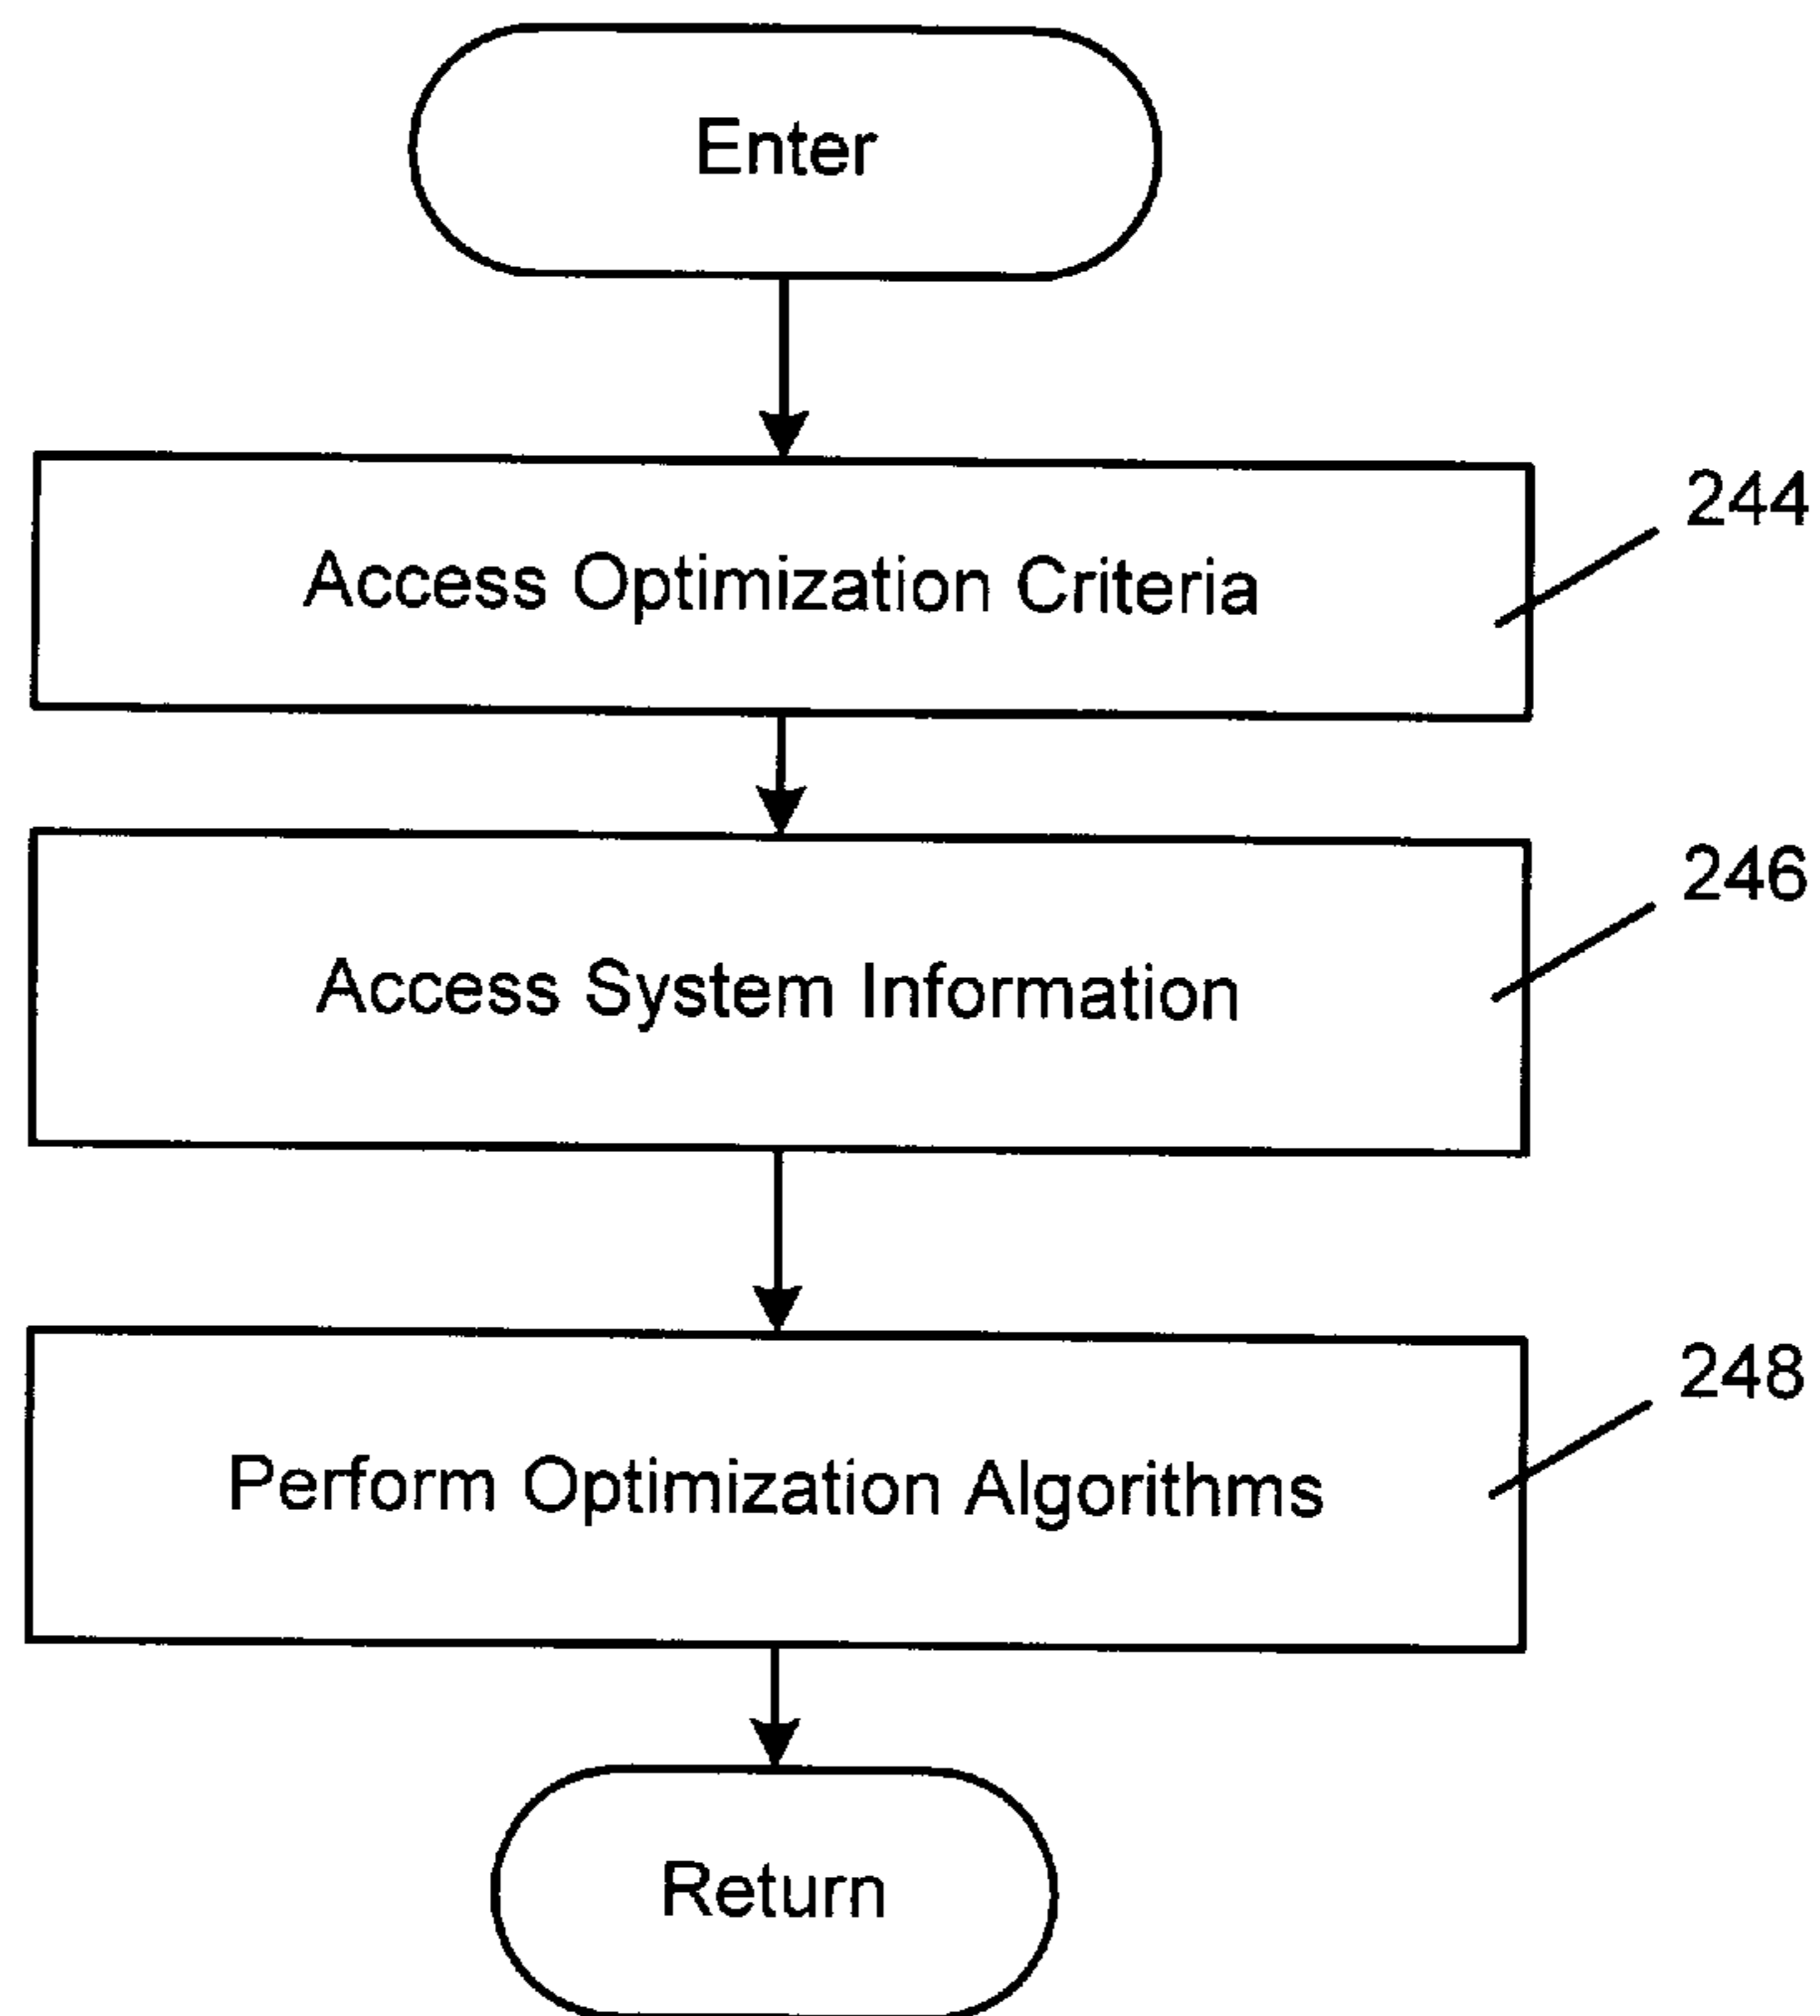 Enter
Access Optimization Criteria
244
Access System Information
246
Perform Optimization Algorithms
248
Return